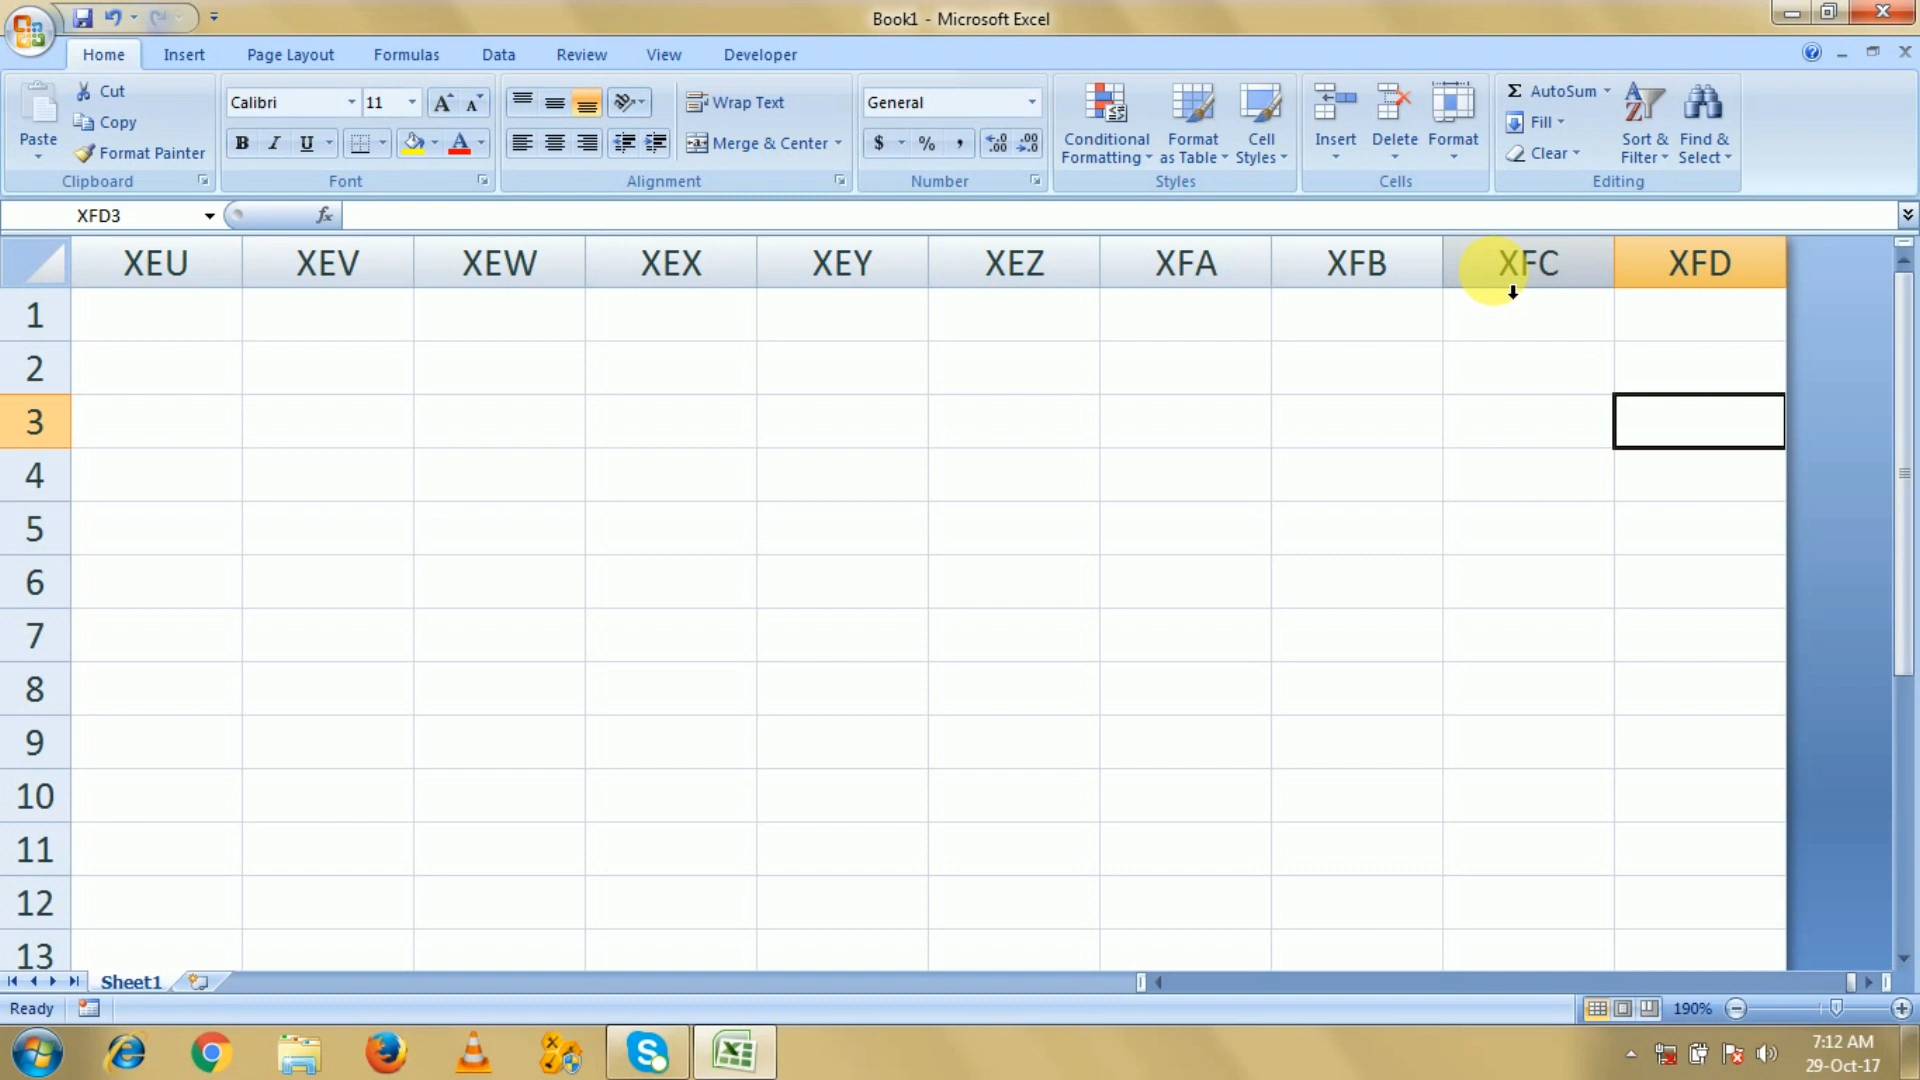 Book1 - Microsoft Excel
Home Insert Page Layout Formulas Data Review View Developer
Paste
Cut
Copy
Format Painter
Clipboard
Calibri 11
B I U
Font
Wrap Text
Merge & Center
Alignment
General
$ % ,
Number
Conditional Formatting
Format as Table
Cell Styles
Styles
Insert Delete Format
Cells
Σ AutoSum
Fill
Clear
Sort & Filter
Find & Select
Editing
XFD3
fx
XEU XEV XEW XEX XEY XEZ XFA XFB XFC XFD
1
2
3
4
5
6
7
8
9
10
11
12
13
Sheet1
Ready
190%
7:12 AM
29-Oct-17